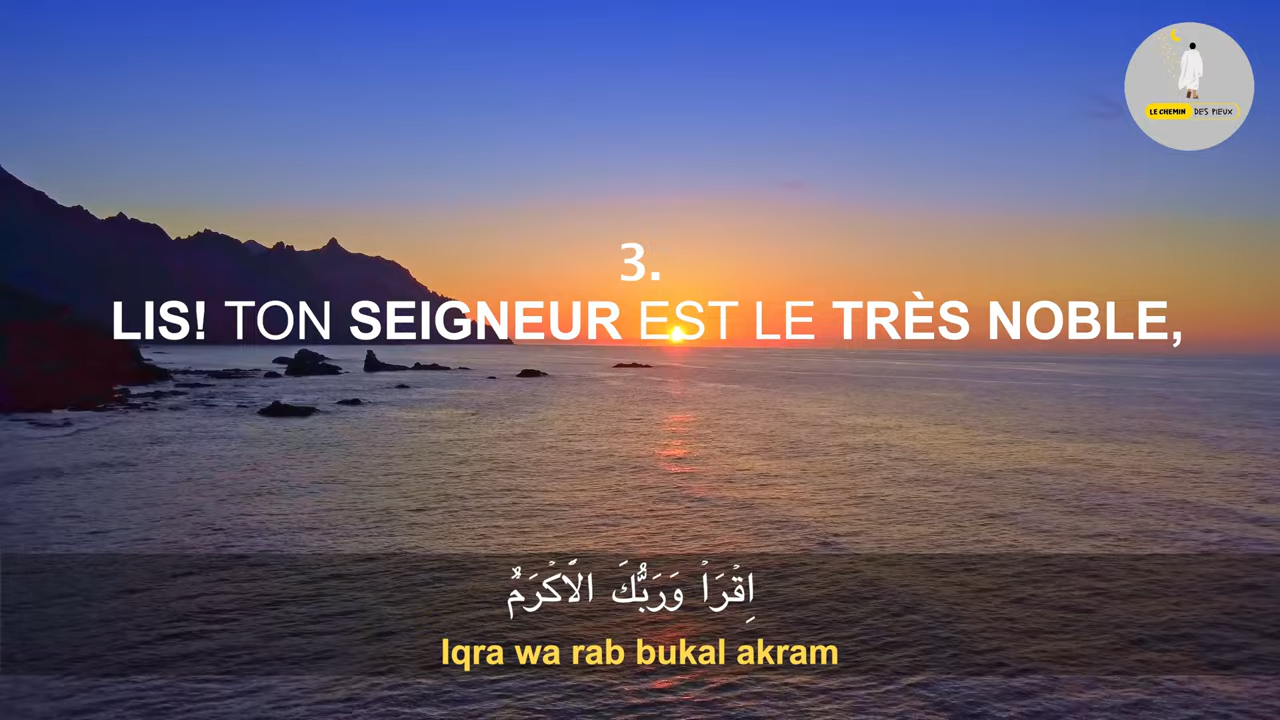 LE CHEMIN DES PIEUX
3.
LIS! TON SEIGNEUR EST LE TRÈS NOBLE,
اِقْرَاْ وَرَبُّكَ الْاَكْرَمُ
Iqra wa rab bukal akram